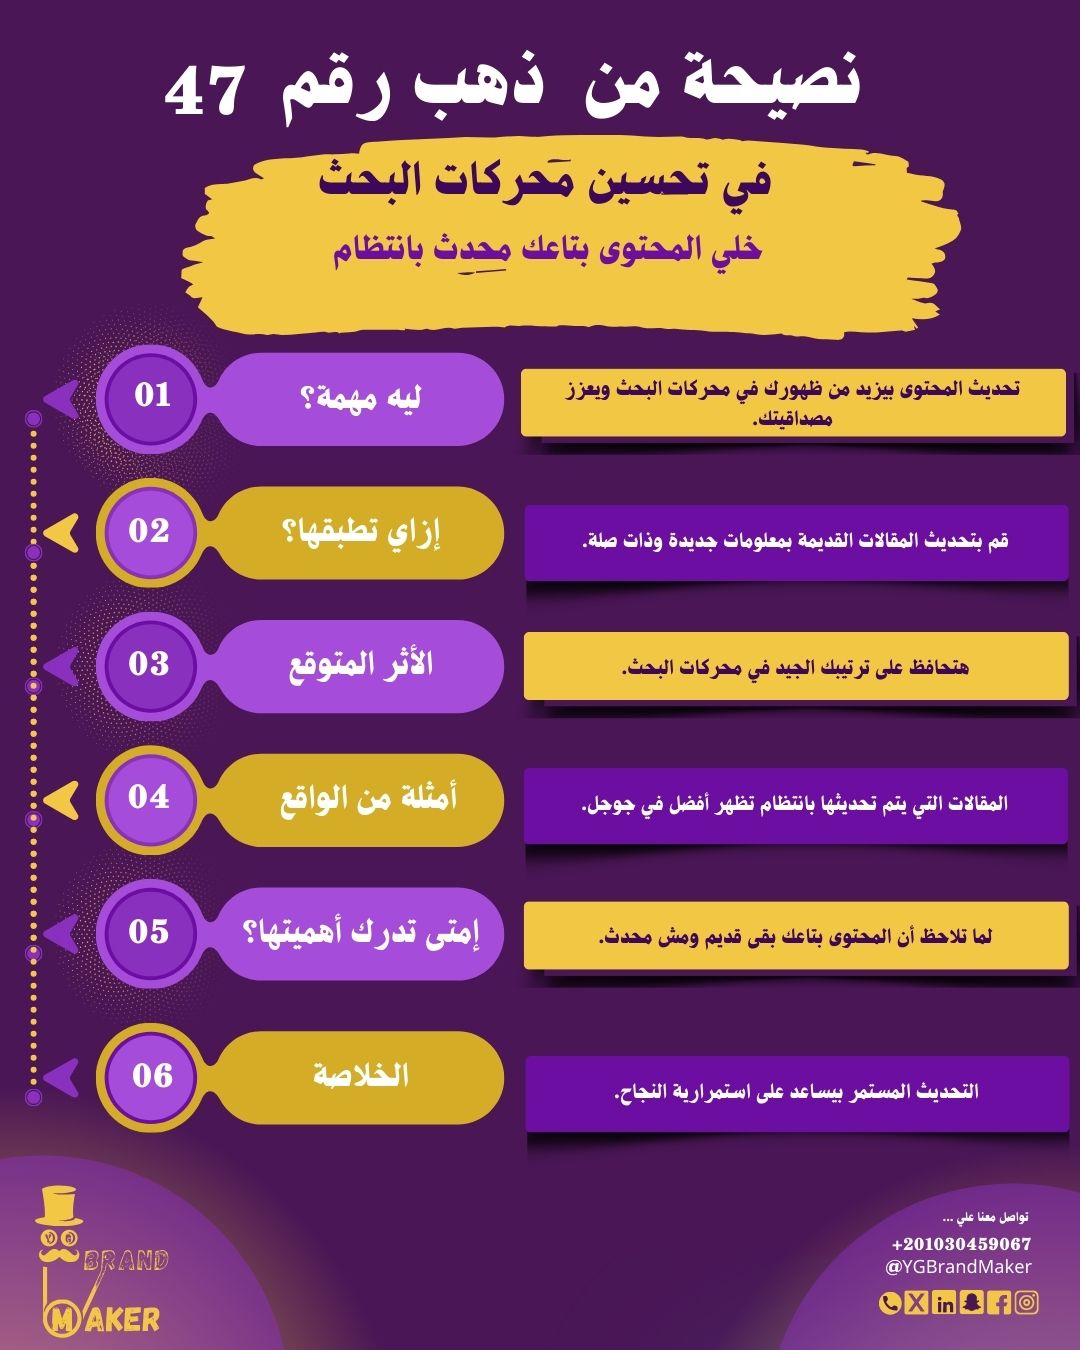 نصيحة من ذهب رقم 47
في تحسين محركات البحث
خلي المحتوى بتاعك محدث بانتظام
01
ليه مهمة؟
تحديث المحتوى بيزيد من ظهورك في محركات البحث ويعزز
مصداقيتك.
02
إزاي تطبقها؟
قم بتحديث المقالات القديمة بمعلومات جديدة وذات صلة.
03
الأثر المتوقع
هتحافظ على ترتيبك الجيد في محركات البحث.
04
أمثلة من الواقع
المقالات التي يتم تحديثها بانتظام تظهر أفضل في جوجل.
05
إمتى تدرك أهميتها؟
لما تلاحظ أن المحتوى بتاعك بقى قديم ومش محدث.
06
الخلاصة
التحديث المستمر بيساعد على استمرارية النجاح.
BRAND
MAKER
تواصل معنا علي ...
+201030459067
@YGBrandMaker